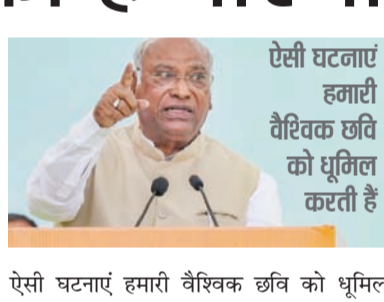 ऐसी घटनाएं
हमारी
वैश्विक छवि
को धूमिल
करती हैं
ऐसी घटनाएं हमारी वैश्विक छवि को धूमिल